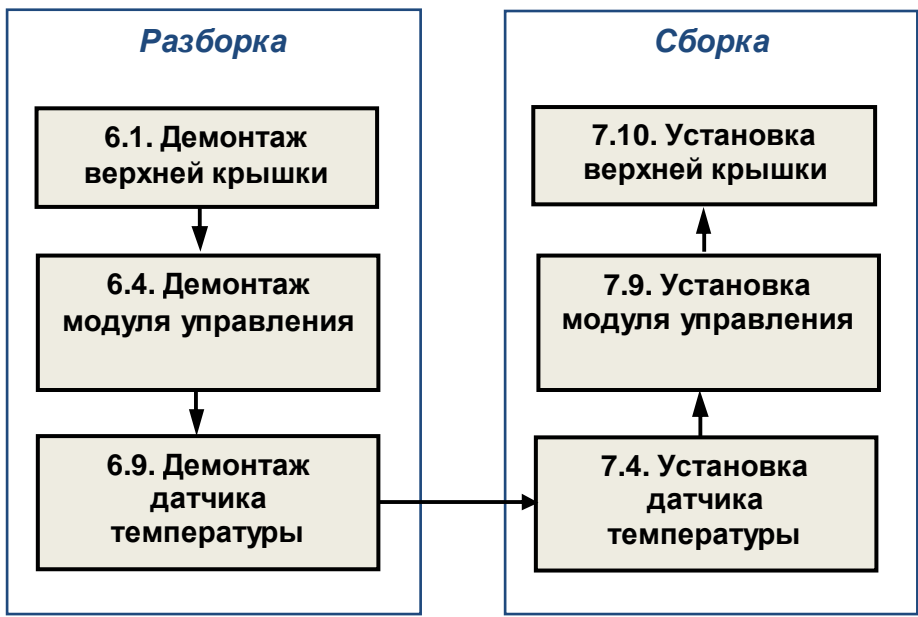 Разборка
6.1. Демонтаж
верхней крышки
6.4. Демонтаж
модуля управления
6.9. Демонтаж
датчика
температуры
Сборка
7.10. Установка
верхней крышки
7.9. Установка
модуля управления
7.4. Установка
датчика
температуры